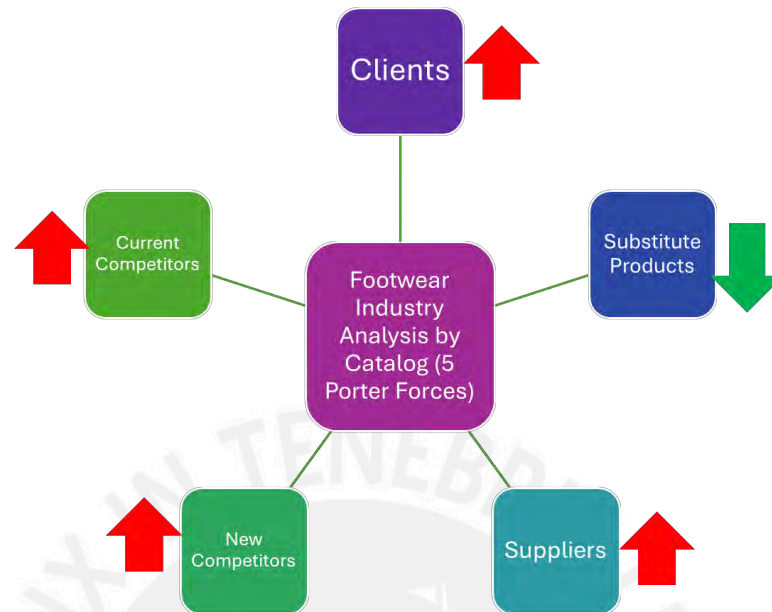 Clients
Current
Competitors
Substitute
Products
Footwear
Industry
Analysis by
Catalog (5
Porter Forces)
New
Competitors
Suppliers